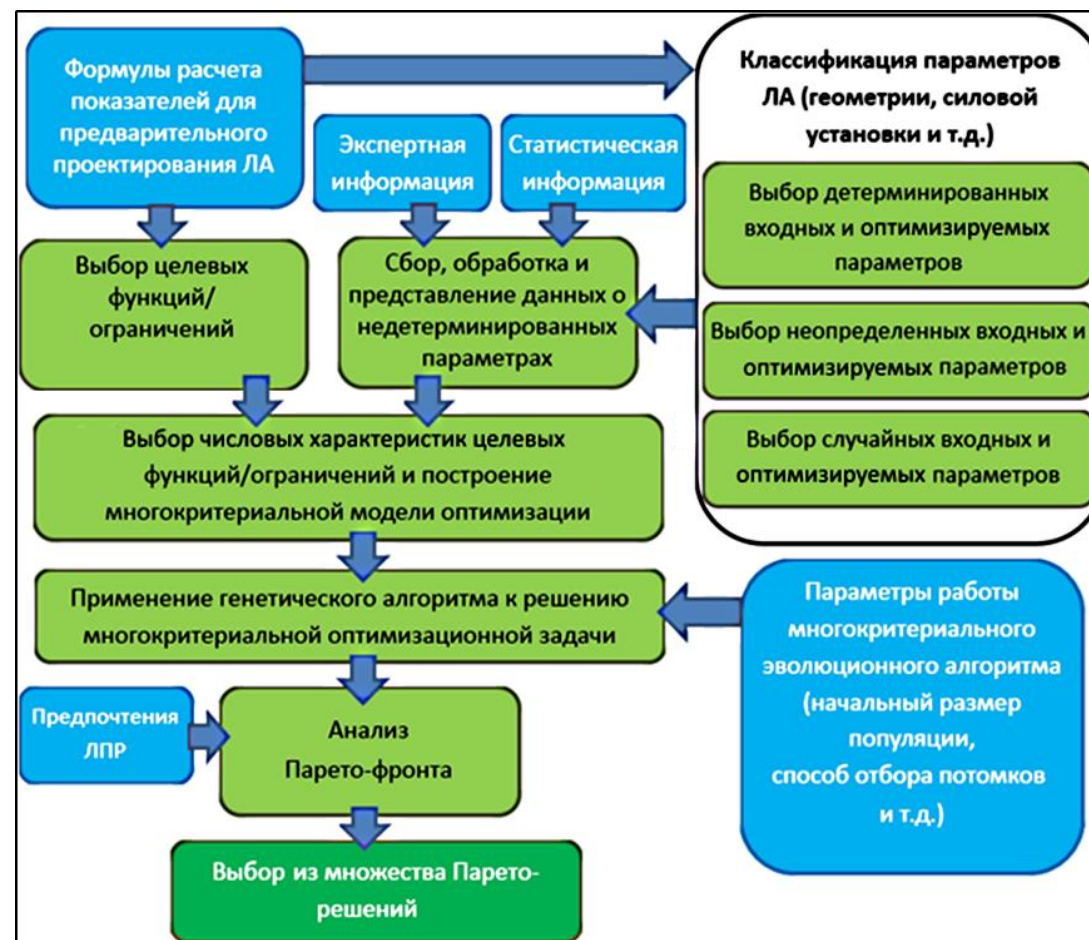 Формулы расчета
показателей для
предварительного
проектирования ЛА
Экспертная
информация
Статистическая
информация
Классификация параметров
ЛА (геометрии, силовой
установки и т.д.)
Выбор детерминированных
входных и оптимизируемых
параметров
Выбор неопределенных входных и
оптимизируемых параметров
Выбор случайных входных и
оптимизируемых параметров
Выбор целевых
функций/
ограничений
Сбор, обработка и
представление данных о
недетерминированных
параметрах
Выбор числовых характеристик целевых
функций/ограничений и построение
многокритериальной модели оптимизации
Применение генетического алгоритма к решению
многокритериальной оптимизационной задачи
Параметры работы
многокритериального
эволюционного алгоритма
(начальный размер
популяции,
способ отбора потомков
и т.д.)
Предпочтения
ЛПР
Анализ
Парето-фронта
Выбор из множества Парето-
решений